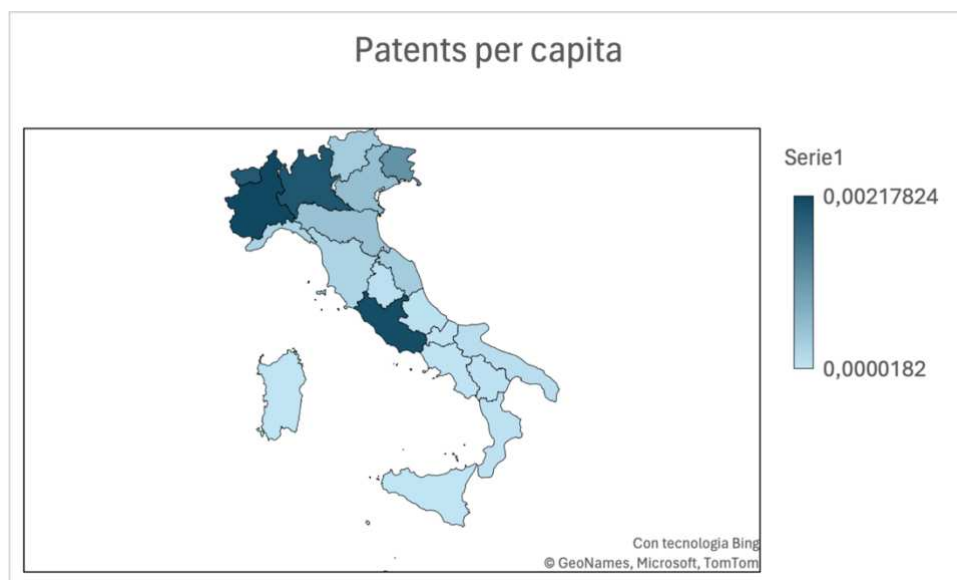 Patents per capita
Serie1
0,00217824
0,0000182
Con tecnologia Bing
© GeoNames, Microsoft, TomTom